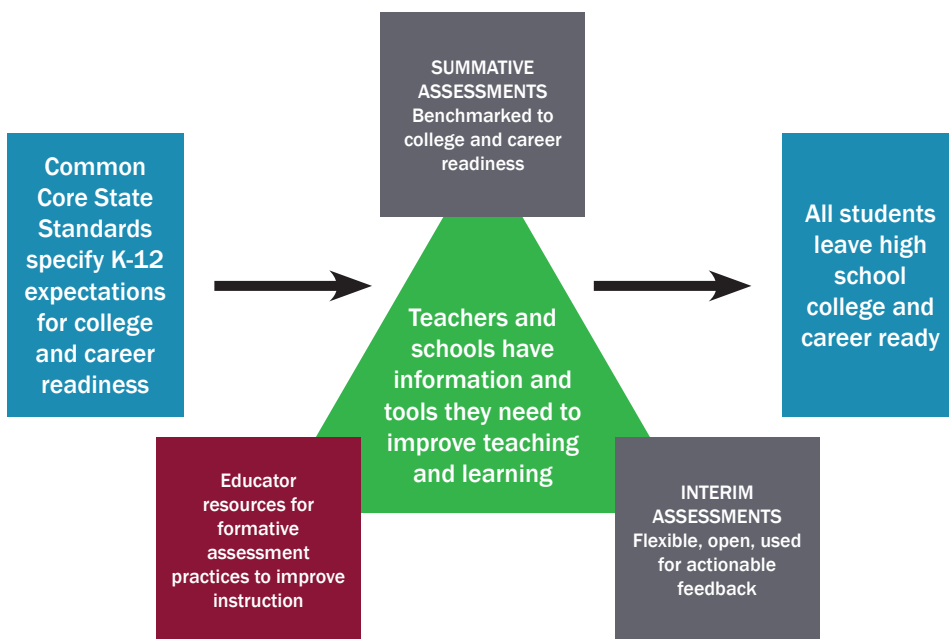 SUMMATIVE
ASSESSMENTS
Benchmarked to
college and career
readiness
Common
Core State
Standards
specify K-12
expectations
for college
and career
readiness
Teachers and
schools have
information and
tools they need to
improve teaching
and learning
All students
leave high
school
college and
career ready
Educator
resources for
formative
assessment
practices to improve
instruction
INTERIM
ASSESSMENTS
Flexible, open, used
for actionable
feedback